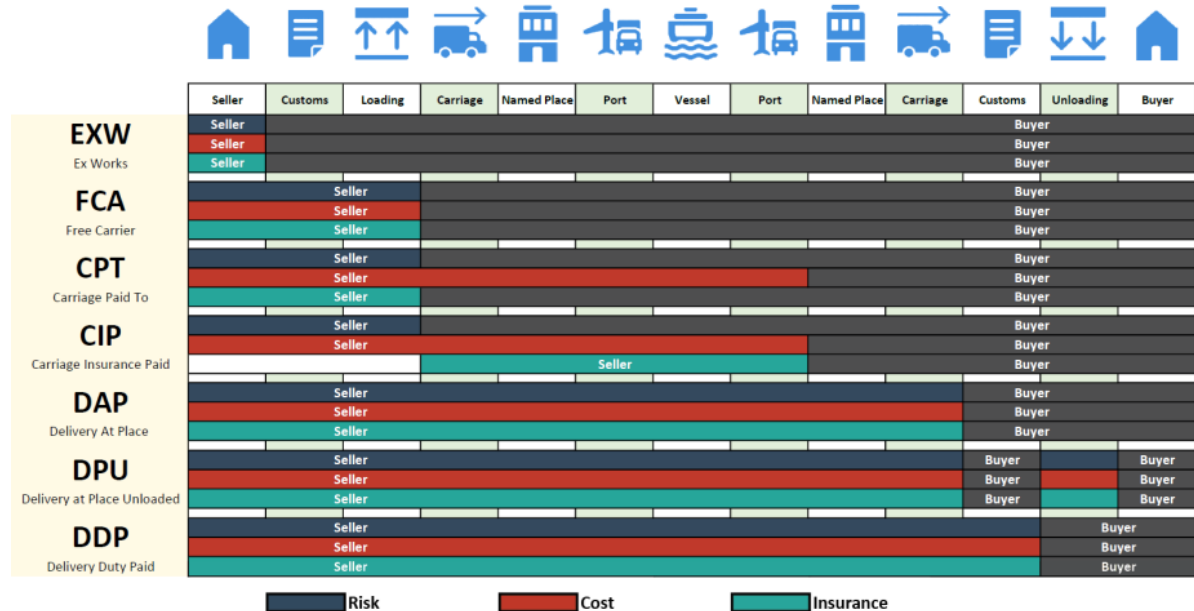 Seller Customs Loading Carriage Named Place Port Vessel Port Named Place Carriage Customs Unloading Buyer
EXW
Ex Works
Seller Buyer
Seller Buyer
Seller Buyer
FCA
Free Carrier
Seller Buyer
Seller Buyer
Seller Buyer
CPT
Carriage Paid To
Seller Buyer
Seller Buyer
Seller Buyer
CIP
Carriage Insurance Paid
Seller Buyer
Seller Buyer
Seller Buyer
DAP
Delivery At Place
Seller Buyer
Seller Buyer
Seller Buyer
DPU
Delivery at Place Unloaded
Seller Buyer Buyer
Seller Buyer Buyer
Seller Buyer Buyer
DDP
Delivery Duty Paid
Seller Buyer
Seller Buyer
Seller Buyer
Risk Cost Insurance